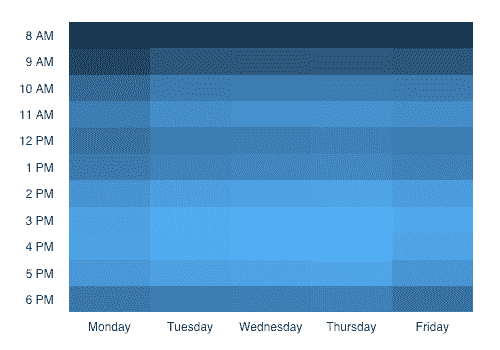 8 AM
9 AM
10 AM
11 AM
12 PM
1 PM
2 PM
3 PM
4 PM
5 PM
6 PM
Monday Tuesday Wednesday Thursday Friday